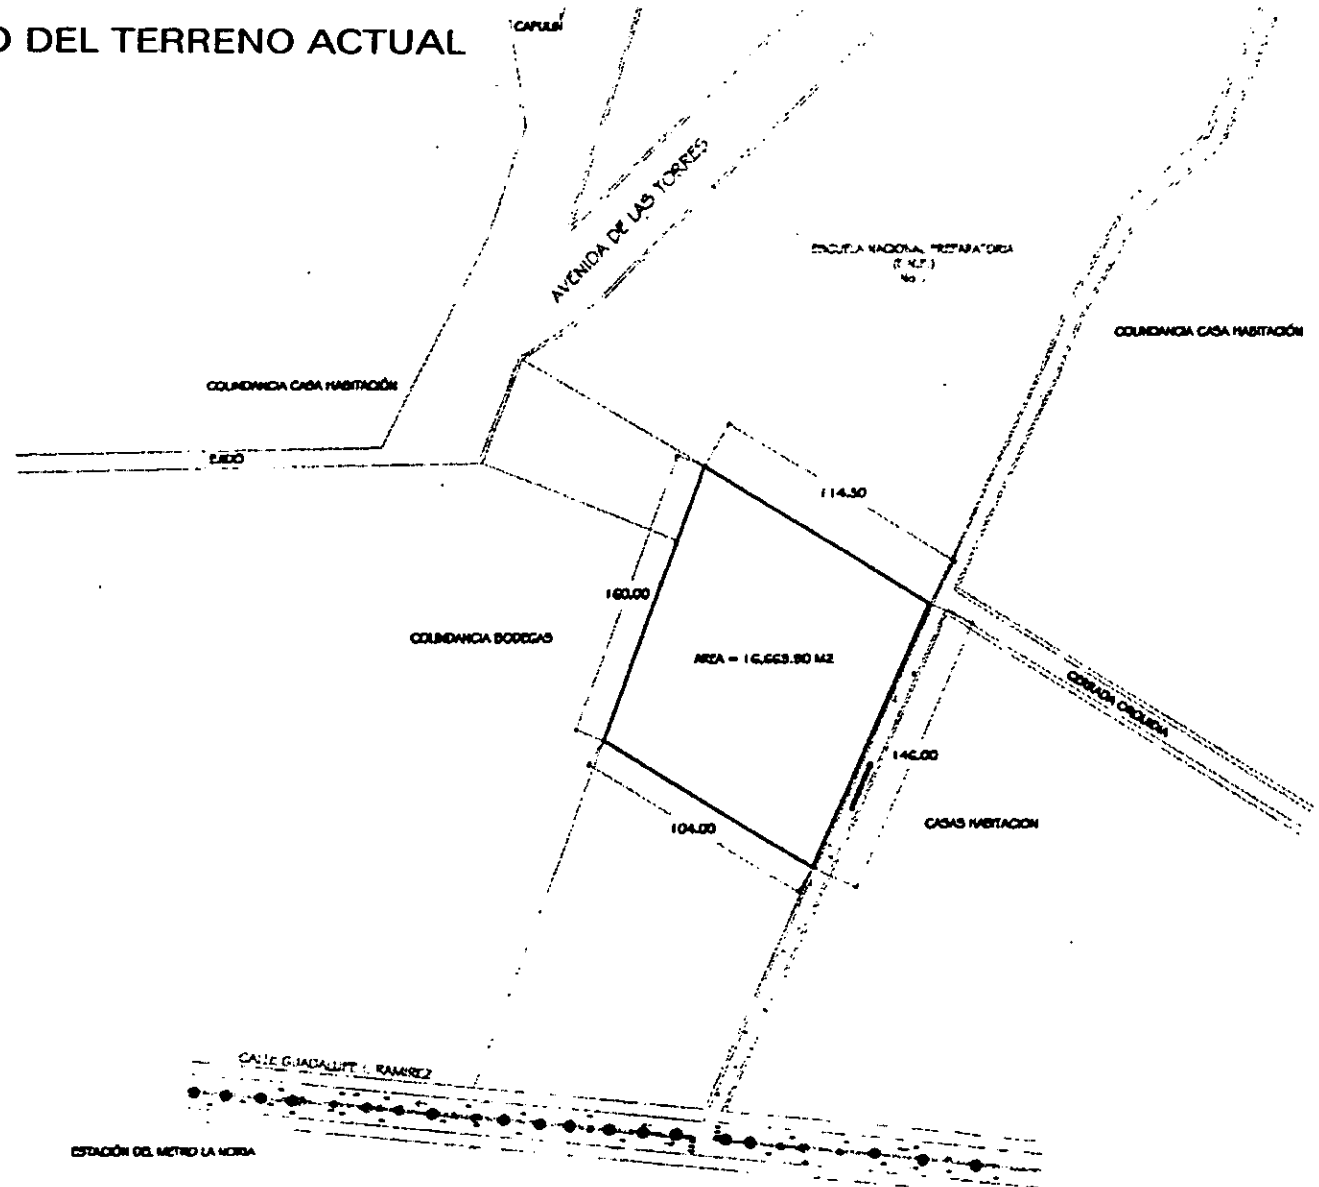 O DEL TERRENO ACTUAL
CAPULIN
AVENIDA DE LAS TORRES
ESCUELA NACIONAL PREPARATORIA
(E.N.P.)
No
COLINDANCIA CASA HABITACIÓN
COLINDANCIA CASA HABITACIÓN
EJIDO
114.50
160.00
COLINDANCIA BODEGAS
AREA = 16,663.90 M2
CERRADA ORQUIDIA
146.00
104.00
CASAS HABITACION
CALLE GUADALUPE I. RAMIREZ
ESTACIÓN DEL METRO LA NORIA